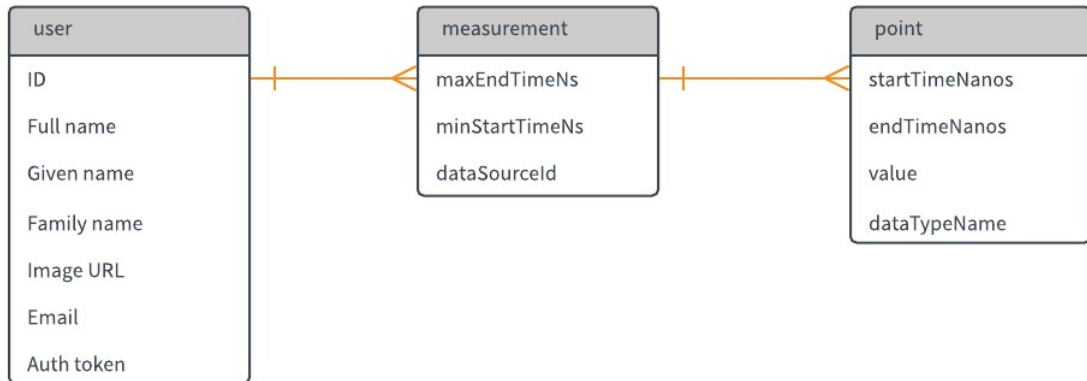 user
ID
Full name
Given name
Family name
Image URL
Email
Auth token
measurement
maxEndTimeNs
minStartTimeNs
dataSourceId
point
startTimeNanos
endTimeNanos
value
dataTypeName